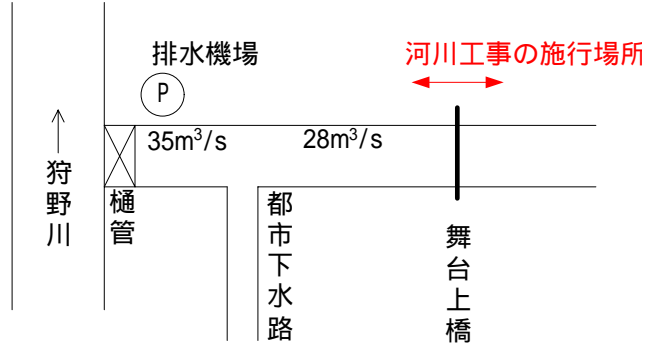 排水機場
河川工事の施行場所
P
35m³/s
28m³/s
狩野川
樋管
都市下水路
舞台上橋